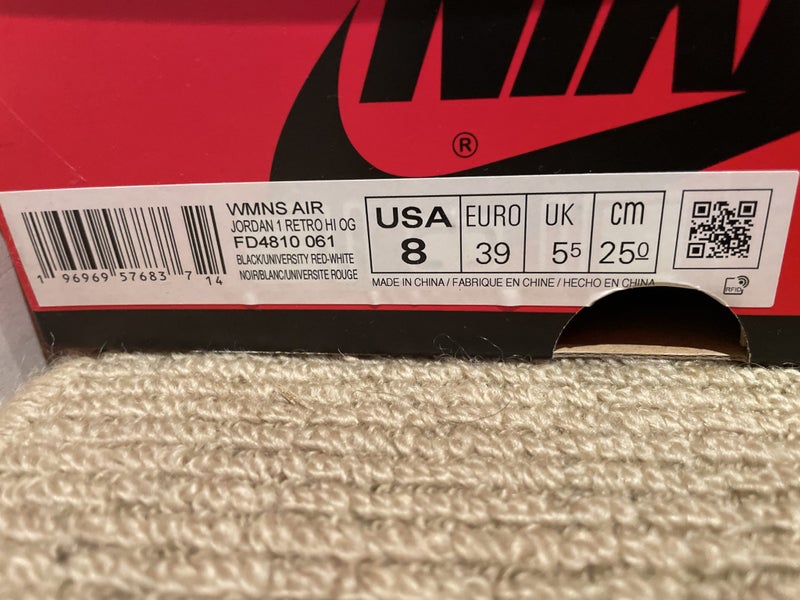 NIK
®
WMNS AIR
JORDAN 1 RETRO HI OG
FD4810 061
BLACK/UNIVERSITY RED-WHITE
NOIR/BLANC/UNIVERSITE ROUGE
1 96969 57683 7 14
USA EURO UK cm
8 39 55 250
MADE IN CHINA / FABRIQUE EN CHINE / HECHO EN CHINA
RFID